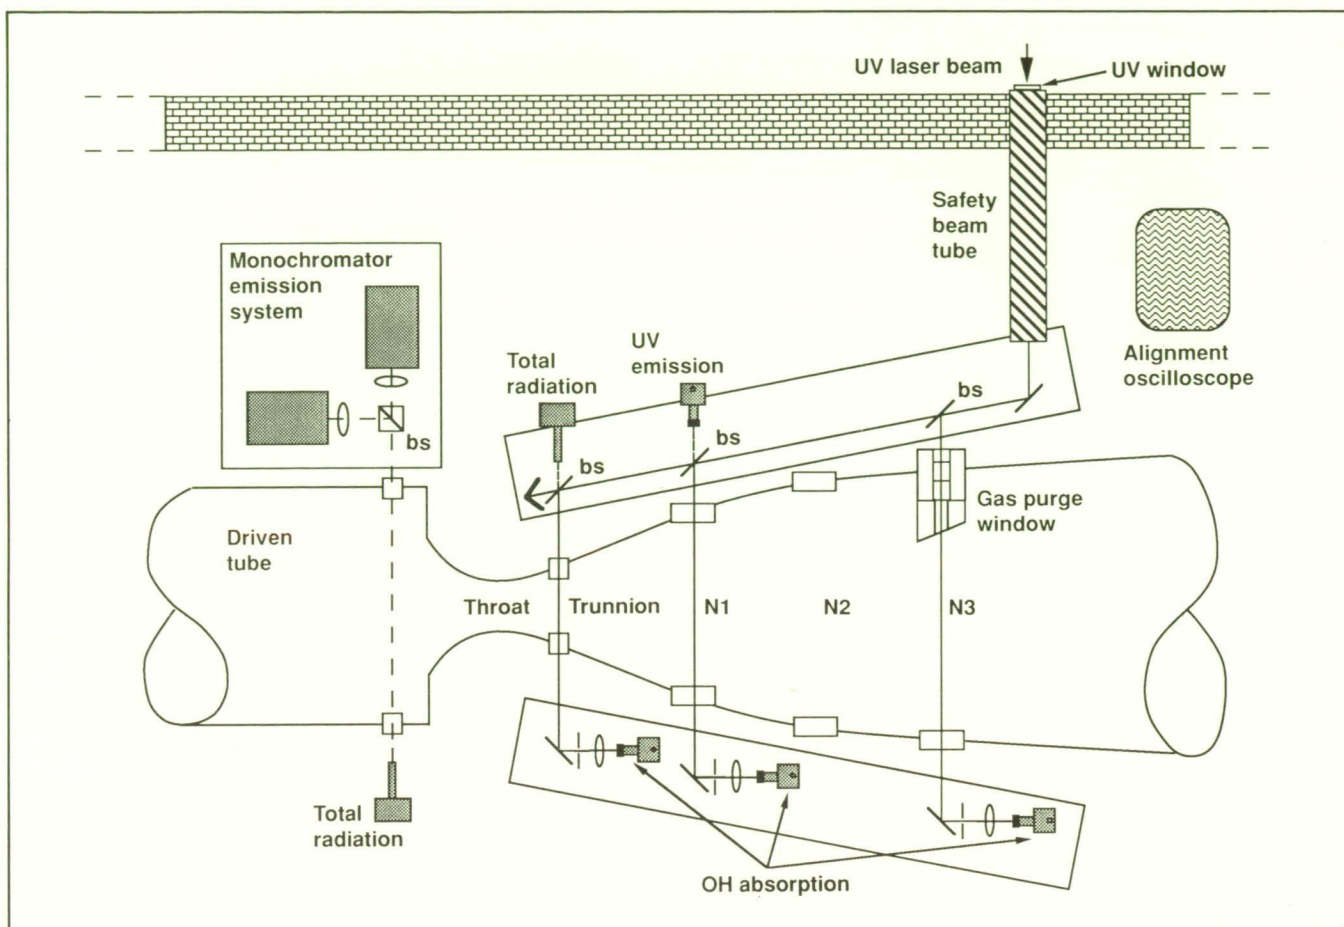 UV laser beam
UV window
Safety
beam
tube
Monochromator
emission
system
bs
Total
radiation
UV
emission
bs
bs
bs
Alignment
oscilloscope
Gas purge
window
Driven
tube
Throat
Trunnion
N1
N2
N3
Total
radiation
OH absorption